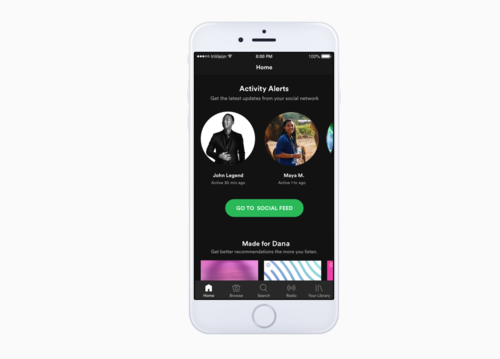 InVision
8:00 PM
100%
Home
Activity Alerts
Get the latest updates from your social network
John Legend
Maya M.
Active 30 min ago
Active 1 hr ago
GO TO SOCIAL FEED
Made for Dana
Get better recommendations the more you listen.
Home
Browse
Search
Radio
Your Library